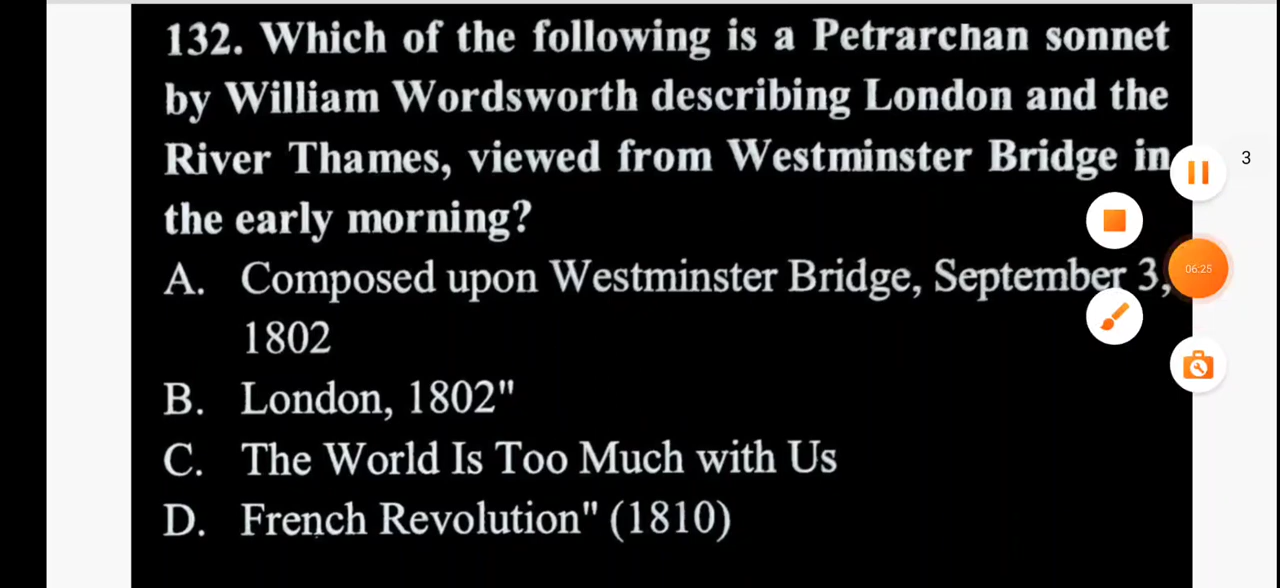 132. Which of the following is a Petrarchan sonnet
by William Wordsworth describing London and the
River Thames, viewed from Westminster Bridge in
the early morning?
A. Composed upon Westminster Bridge, September 3,
1802
B. London, 1802"
C. The World Is Too Much with Us
D. French Revolution" (1810)
3
06:25